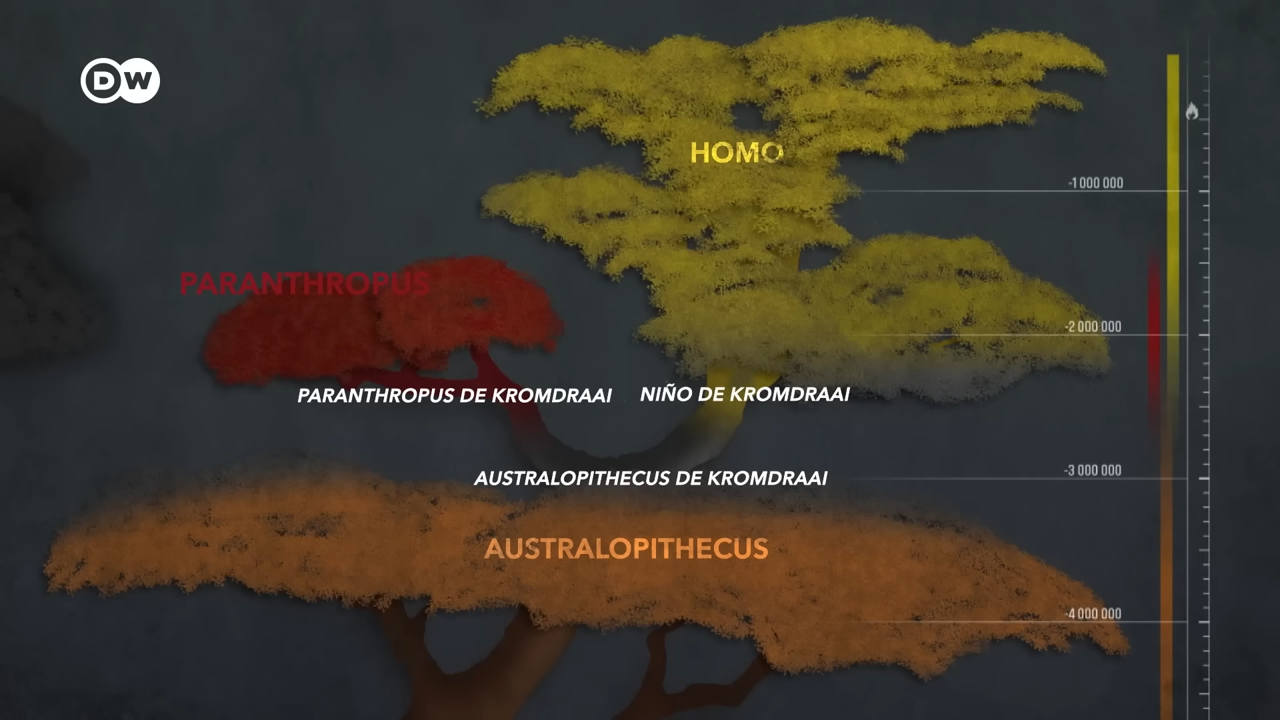 DW
HOMO
-1 000 000
PARANTHROPUS
-2 000 000
PARANTHROPUS DE KROMDRAAI
NIÑO DE KROMDRAAI
-3 000 000
AUSTRALOPITHECUS DE KROMDRAAI
AUSTRALOPITHECUS
-4 000 000